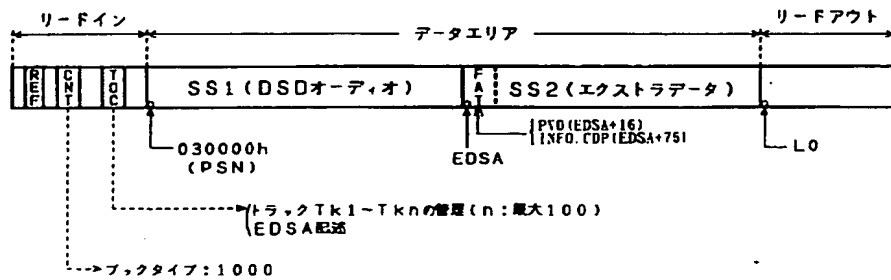 リードイン
データエリア
リードアウト
REF
CNT
TOC
SS1(DSDオーディオ)
FAT
SS2(エクストラデータ)
030000h
(PSN)
EDSA
PVD(EDSA+16)
INFO.CDP(EDSA+75)
LO
トラックTk1~Tknの管理(n:最大100)
EDSA記述
ブックタイプ:1000